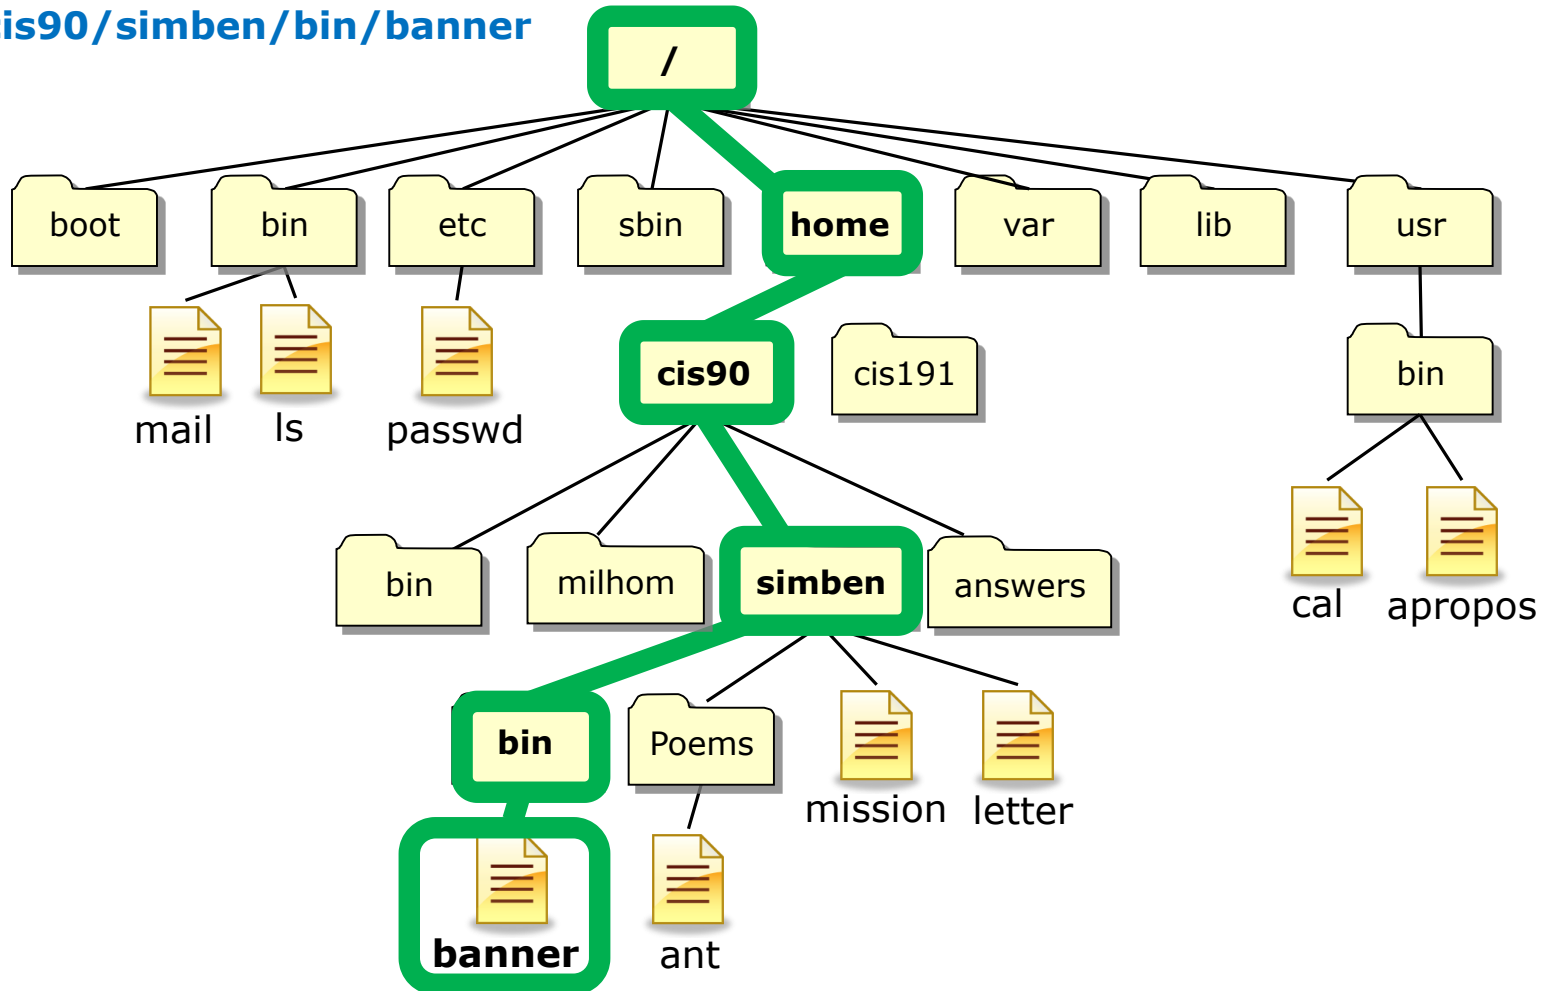 cis90/simben/bin/banner
/
boot bin etc sbin home var lib usr
cis90 cis191 bin
mail ls passwd
bin milhom simben answers
cal apropos
bin Poems
mission letter
banner ant